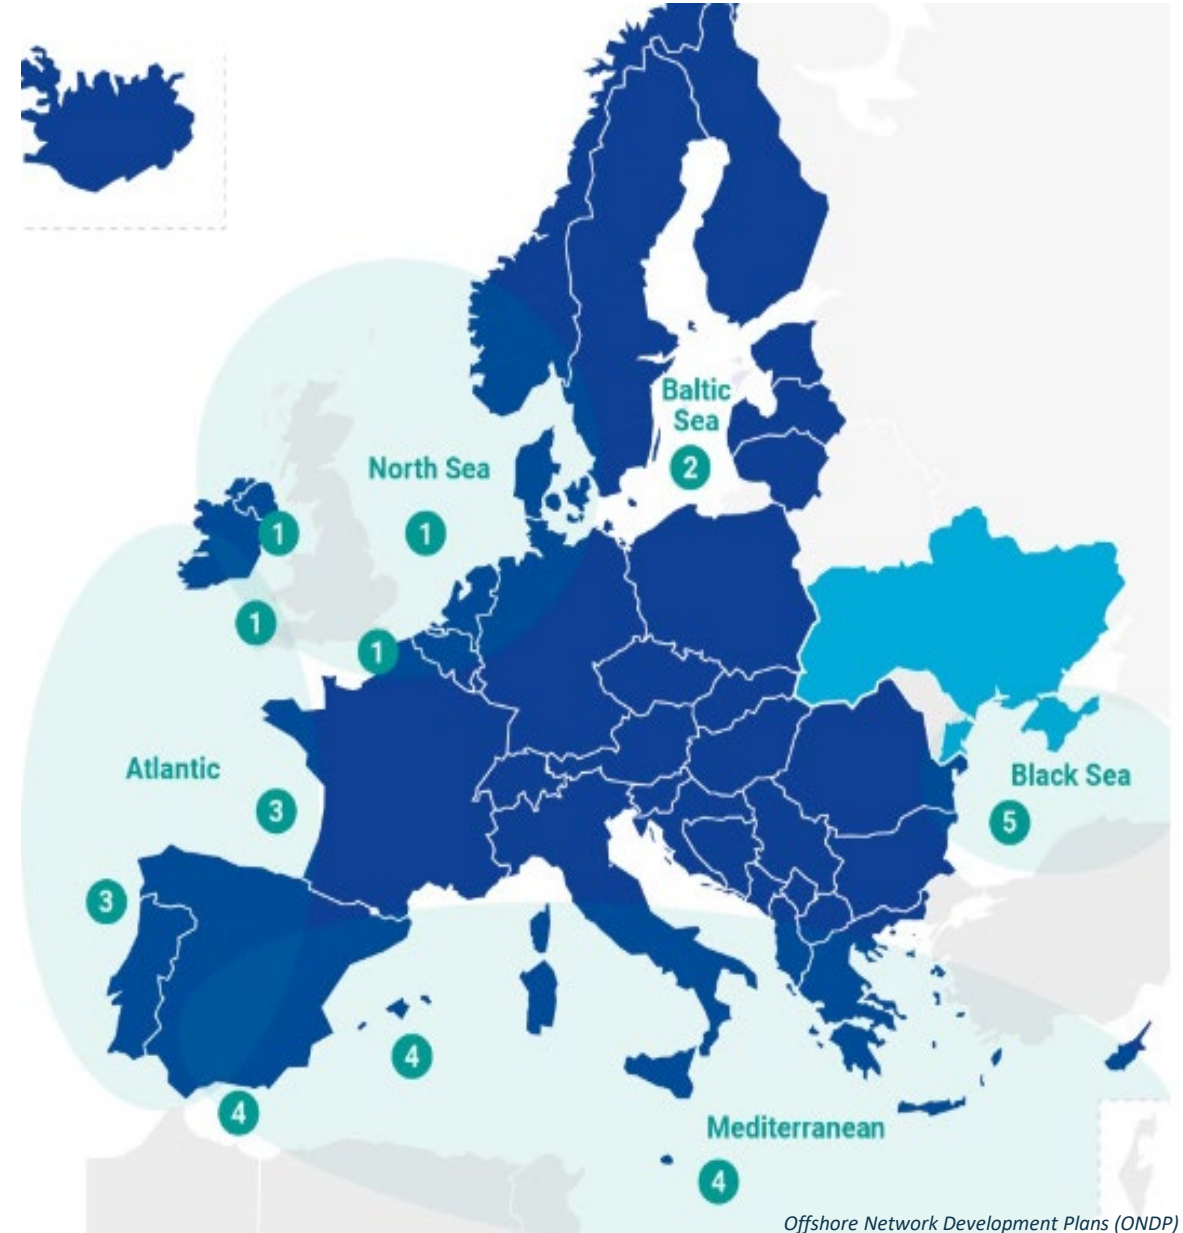 Baltic
Sea
2
North Sea
1
1
1
1
Atlantic
3
3
Black Sea
5
4
4
Mediterranean
4
Offshore Network Development Plans (ONDP)